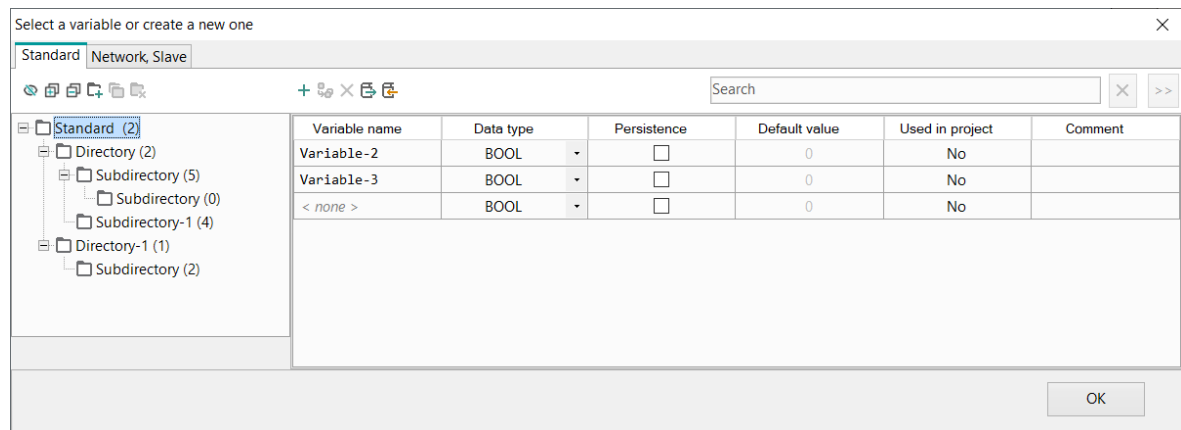 Select a variable or create a new one
Standard Network, Slave
Search >>
Standard (2)
Directory (2)
Subdirectory (5)
Subdirectory (0)
Subdirectory-1 (4)
Directory-1 (1)
Subdirectory (2)
Variable name Data type Persistence Default value Used in project Comment
Variable-2 BOOL 0 No
Variable-3 BOOL 0 No
< none > BOOL 0 No
OK